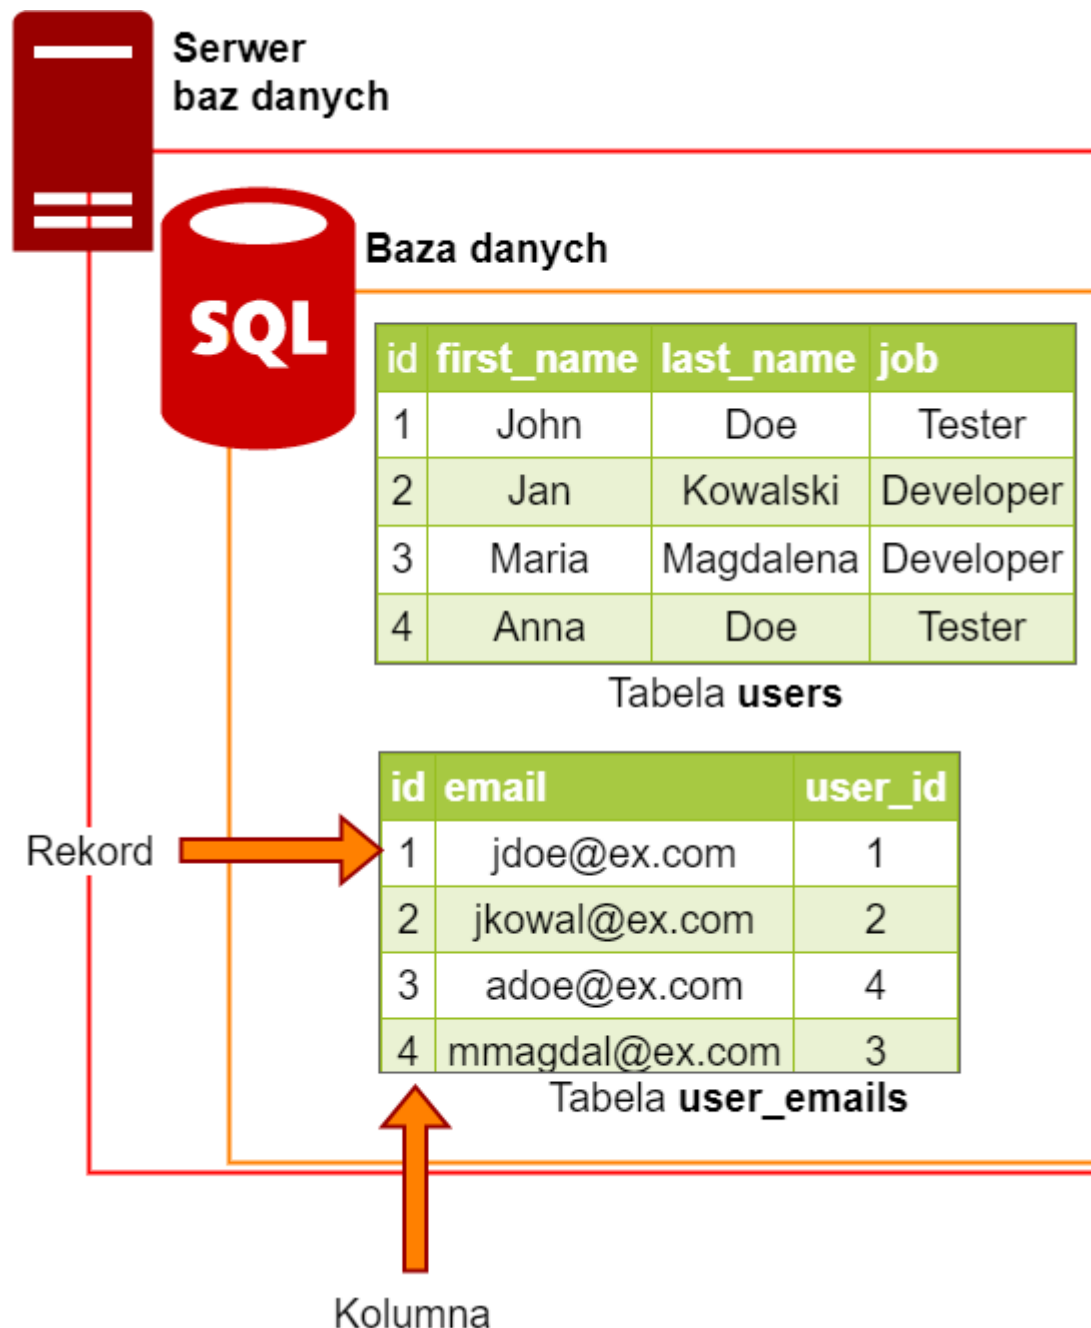 Serwer
baz danych
Baza danych
SQL
id first_name last_name job
1 John Doe Tester
2 Jan Kowalski Developer
3 Maria Magdalena Developer
4 Anna Doe Tester
Tabela users
id email user_id
Rekord
1 jdoe@ex.com 1
2 jkowal@ex.com 2
3 adoe@ex.com 4
4 mmagdal@ex.com 3
Tabela user_emails
Kolumna